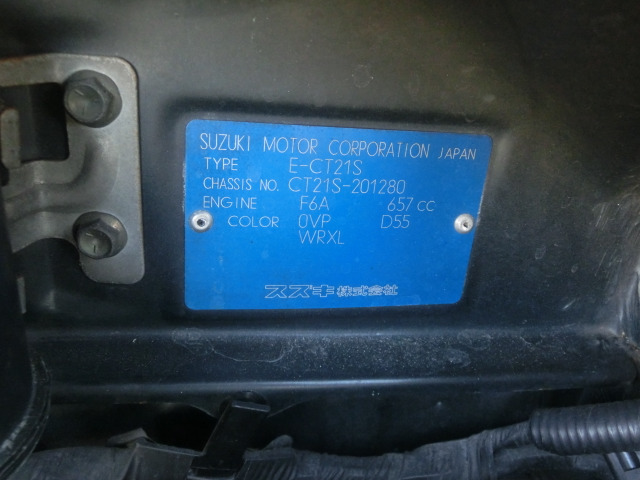 SUZUKI MOTOR CORPORATION JAPAN
TYPE E-CT21S
CHASSIS NO. CT21S-201280
ENGINE F6A 657 cc
COLOR 0VP D55
WRXL
スズキ株式会社